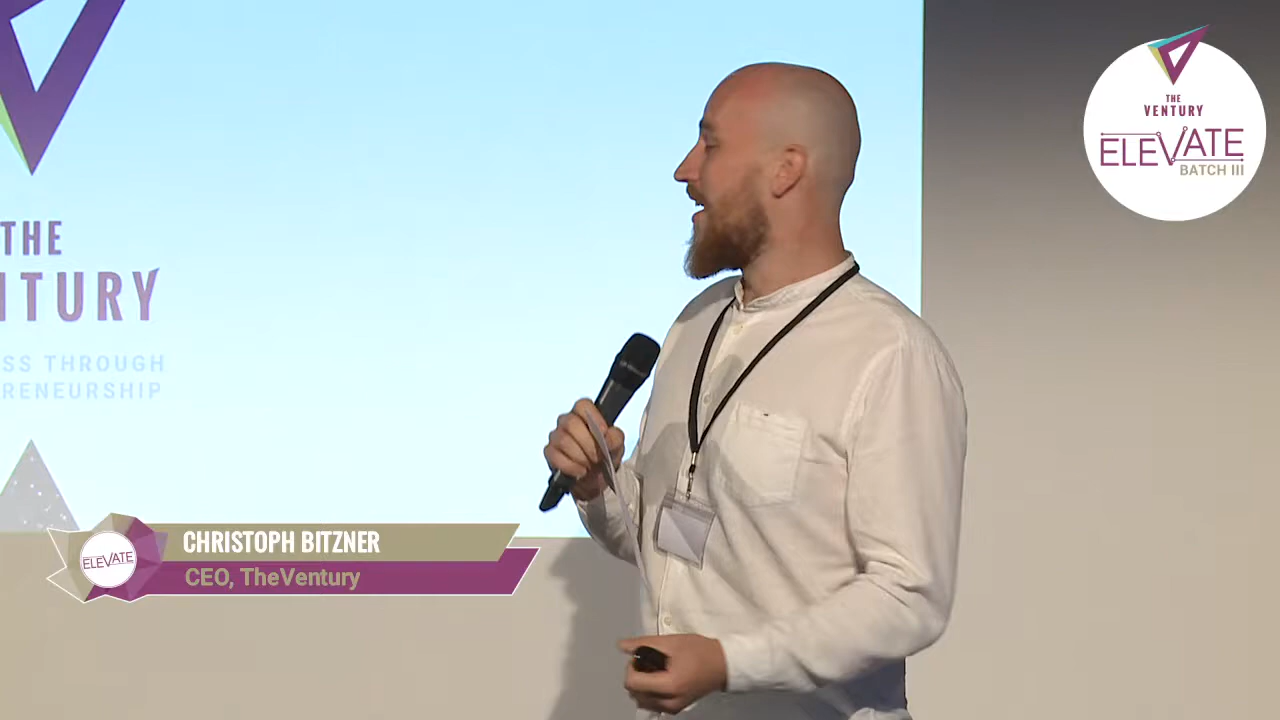 THE
VENTURY
ELEVATE
BATCH III
THE
NTURY
SS THROUGH
RENEURSHIP
ELEVATE
CHRISTOPH BITZNER
CEO, TheVentury